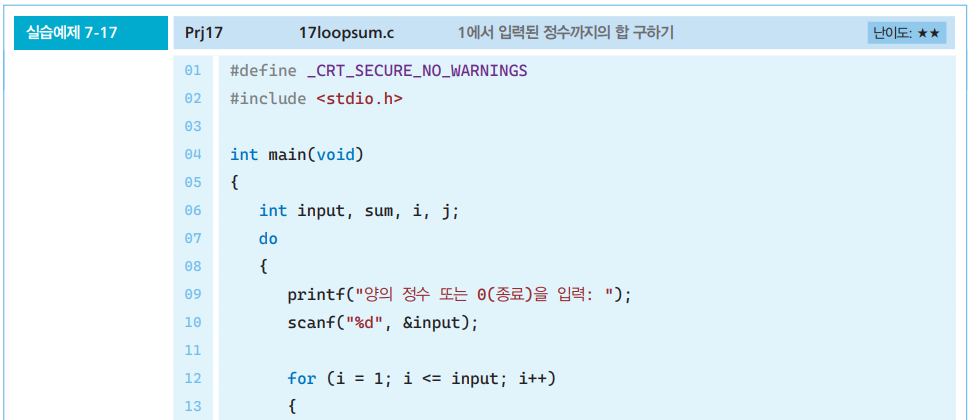 실습예제 7-17 Prj17 17loopsum.c 1에서 입력된 정수까지의 합 구하기 난이도: ★★
01 #define _CRT_SECURE_NO_WARNINGS
02 #include <stdio.h>
03
04 int main(void)
05 {
06 int input, sum, i, j;
07 do
08 {
09 printf("양의 정수 또는 0(종료)을 입력: ");
10 scanf("%d", &input);
11
12 for (i = 1; i <= input; i++)
13 {